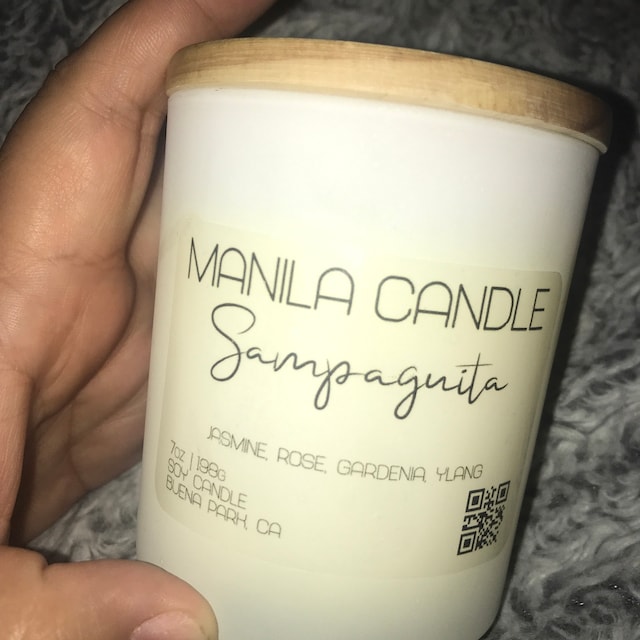 MANILA CANDLE
Sampaguita
JASMINE, ROSE, GARDENIA, YLANG
7oz | 198g
SOY CANDLE
BUENA PARK, CA